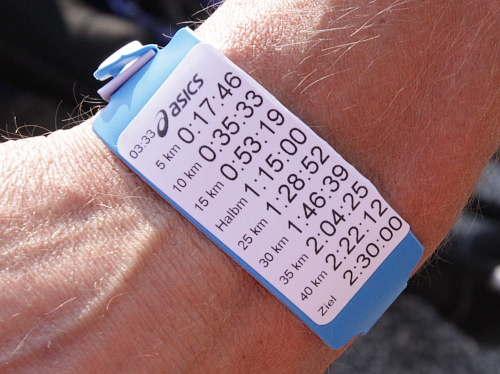 03:33 asics
5 km 0:17:46
10 km 0:35:33
15 km 0:53:19
Halbm 1:15:00
25 km 1:28:52
30 km 1:46:39
35 km 2:04:25
40 km 2:22:12
Ziel 2:30:00